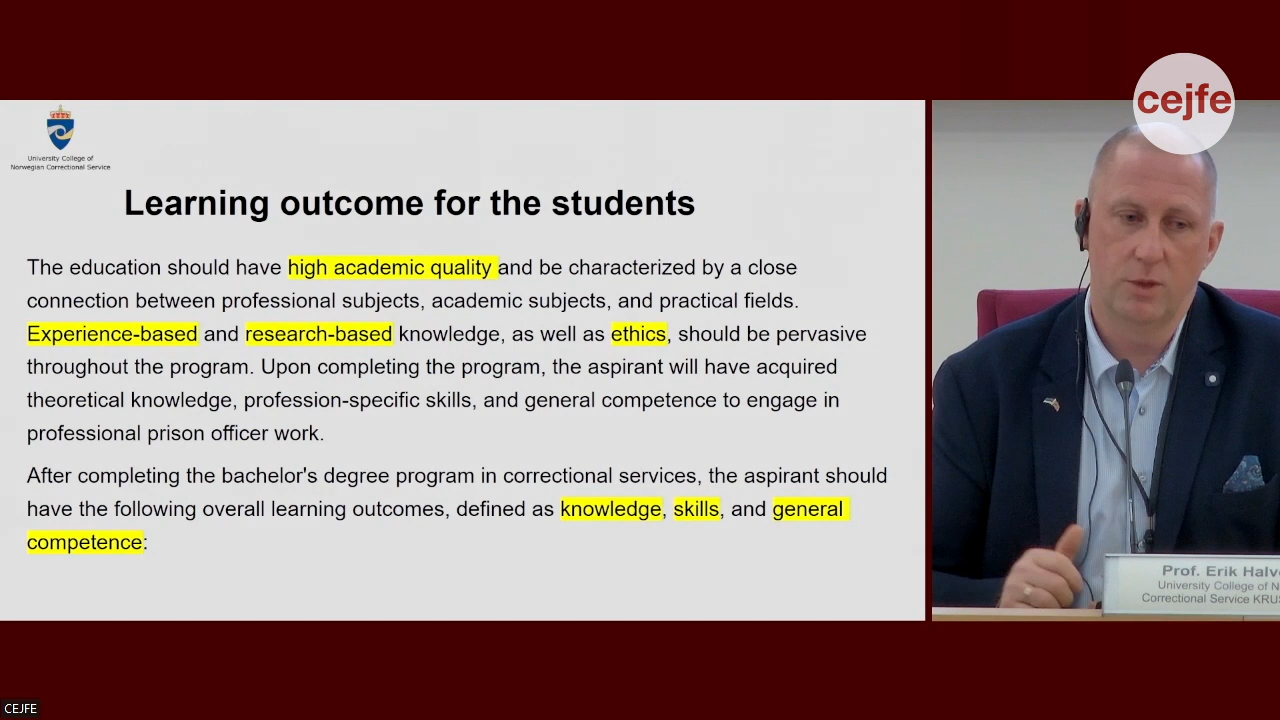 cejfe
University College of
Norwegian Correctional Service
Learning outcome for the students
The education should have high academic quality and be characterized by a close
connection between professional subjects, academic subjects, and practical fields.
Experience-based and research-based knowledge, as well as ethics, should be pervasive
throughout the program. Upon completing the program, the aspirant will have acquired
theoretical knowledge, profession-specific skills, and general competence to engage in
professional prison officer work.
After completing the bachelor's degree program in correctional services, the aspirant should
have the following overall learning outcomes, defined as knowledge, skills, and general
competence:
Prof. Erik Halv
University College of N
Correctional Service KRUS
CEJFE